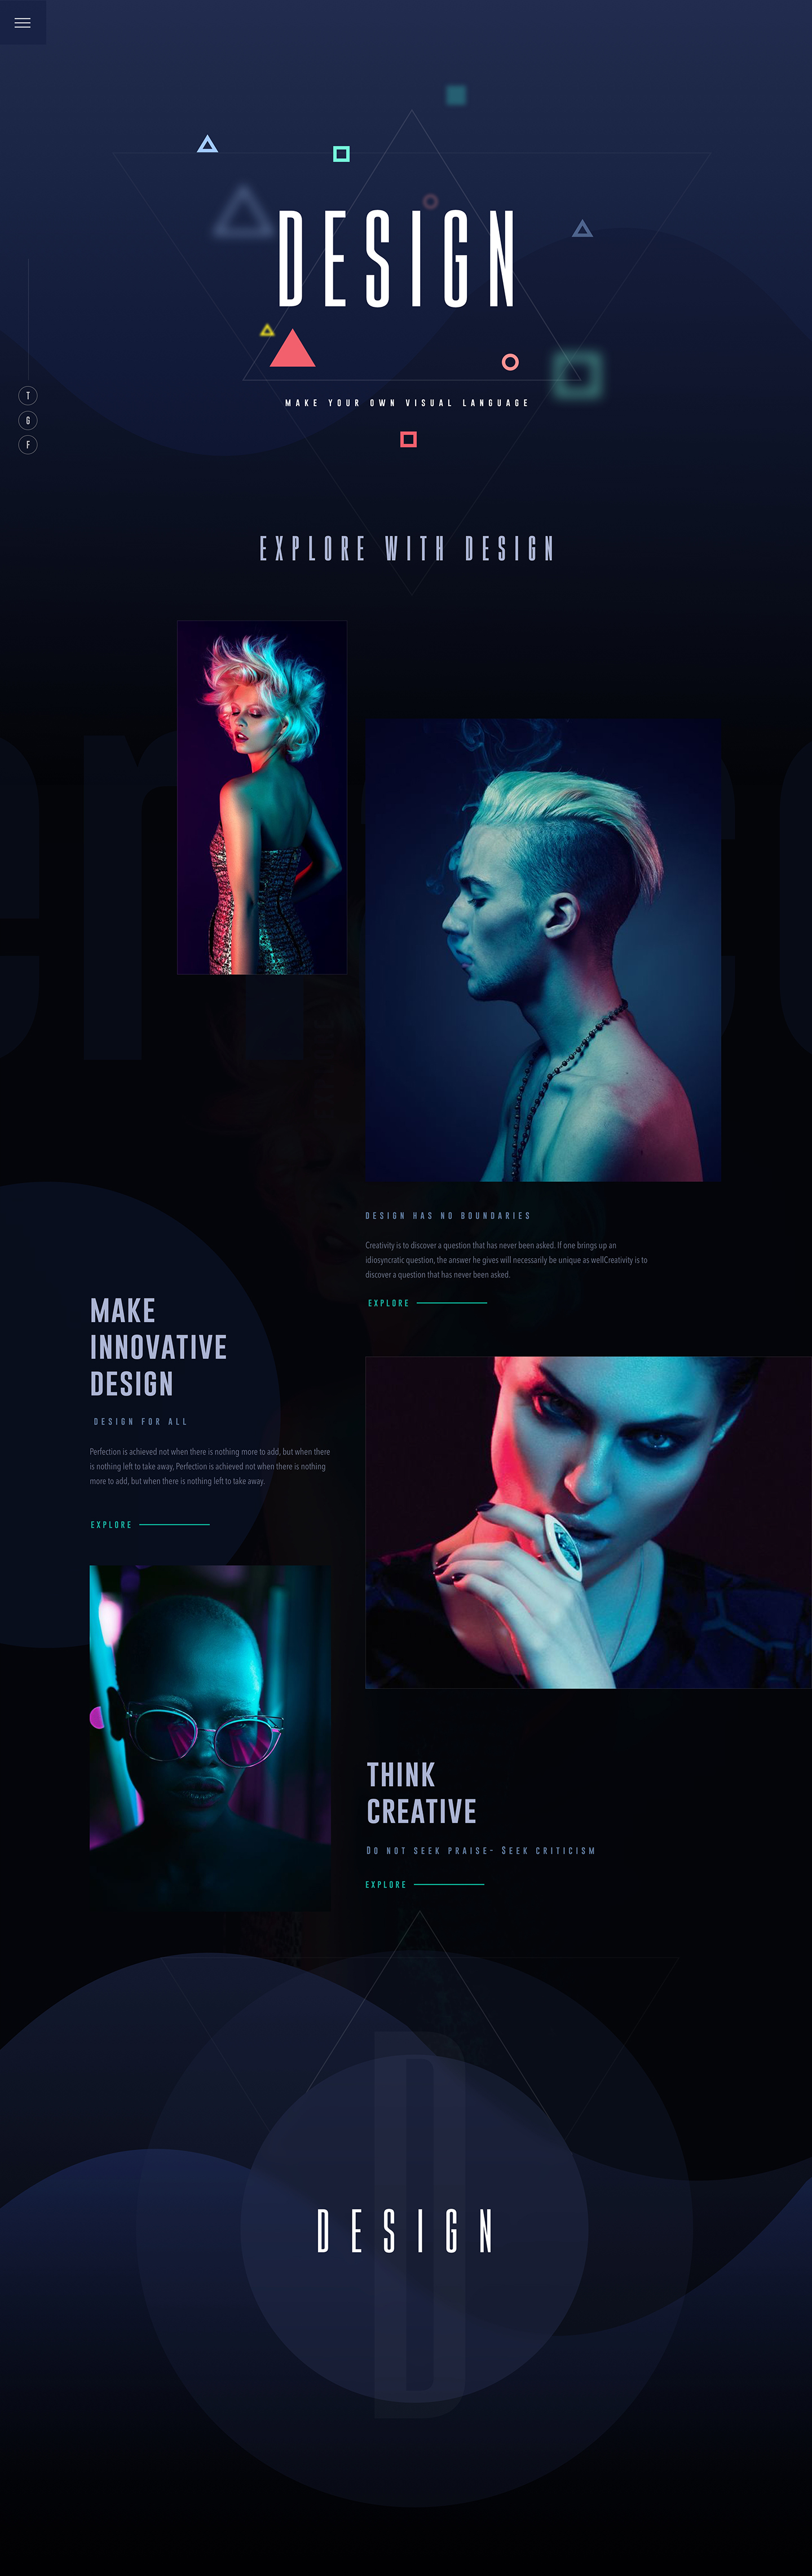 DESIGN
MAKE YOUR OWN VISUAL LANGUAGE
T
G
F
EXPLORE WITH DESIGN
DESIGN HAS NO BOUNDARIES
Creativity is to discover a question that has never been asked. If one brings up an
idiosyncratic question, the answer he gives will necessarily be unique as wellCreativity is to
discover a question that has never been asked.
EXPLORE
MAKE
INNOVATIVE
DESIGN
DESIGN FOR ALL
Perfection is achieved not when there is nothing more to add, but when there
is nothing left to take away, Perfection is achieved not when there is nothing
more to add, but when there is nothing left to take away.
EXPLORE
THINK
CREATIVE
DO NOT SEEK PRAISE- SEEK CRITICISM
EXPLORE
D
DESIGN